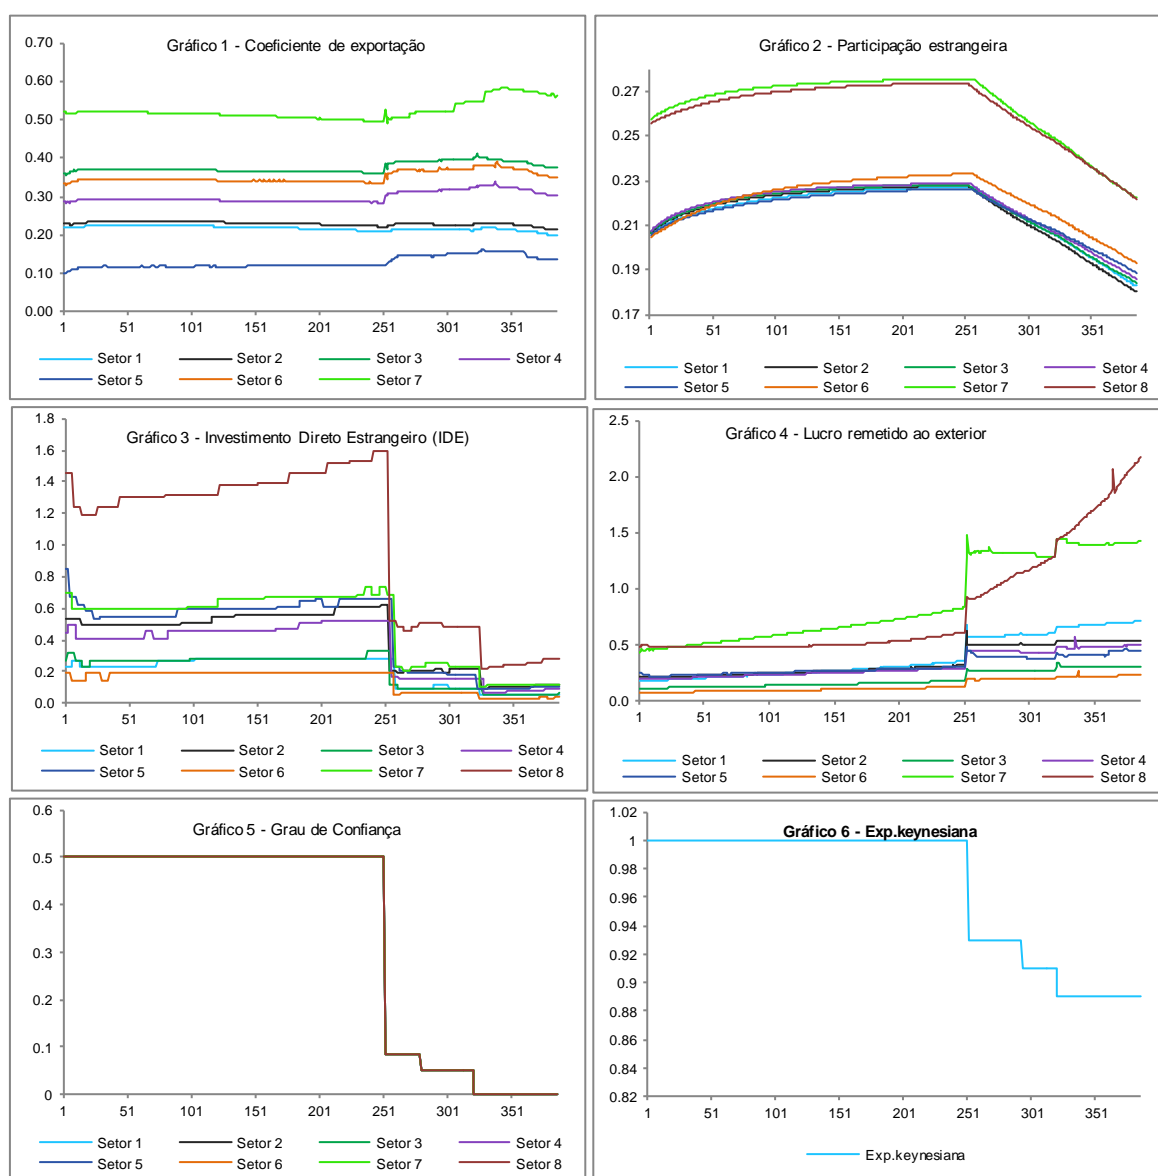 Gráfico 1 - Coeficiente de exportação
0.70
0.60
0.50
0.40
0.30
0.20
0.10
0.00
1 51 101 151 201 251 301 351
Setor 1 Setor 2 Setor 3 Setor 4
Setor 5 Setor 6 Setor 7
Gráfico 2 - Participação estrangeira
0.27
0.25
0.23
0.21
0.19
0.17
1 51 101 151 201 251 301 351
Setor 1 Setor 2 Setor 3 Setor 4
Setor 5 Setor 6 Setor 7 Setor 8
1.8
Gráfico 3 - Investimento Direto Estrangeiro (IDE)
1.6
1.4
1.2
1.0
0.8
0.6
0.4
0.2
0.0
1 51 101 151 201 251 301 351
Setor 1 Setor 2 Setor 3 Setor 4
Setor 5 Setor 6 Setor 7 Setor 8
2.5
Gráfico 4 - Lucro remetido ao exterior
2.0
1.5
1.0
0.5
0.0
1 51 101 151 201 251 301 351
Setor 1 Setor 2 Setor 3 Setor 4
Setor 5 Setor 6 Setor 7 Setor 8
0.6
Gráfico 5 - Grau de Confiança
0.5
0.4
0.3
0.2
0.1
0
1 51 101 151 201 251 301 351
Setor 1 Setor 2 Setor 3 Setor 4
Setor 5 Setor 6 Setor 7 Setor 8
1.02
Gráfico 6 - Exp.keynesiana
1
0.98
0.96
0.94
0.92
0.9
0.88
0.86
0.84
0.82
1 51 101 151 201 251 301 351
Exp.keynesiana